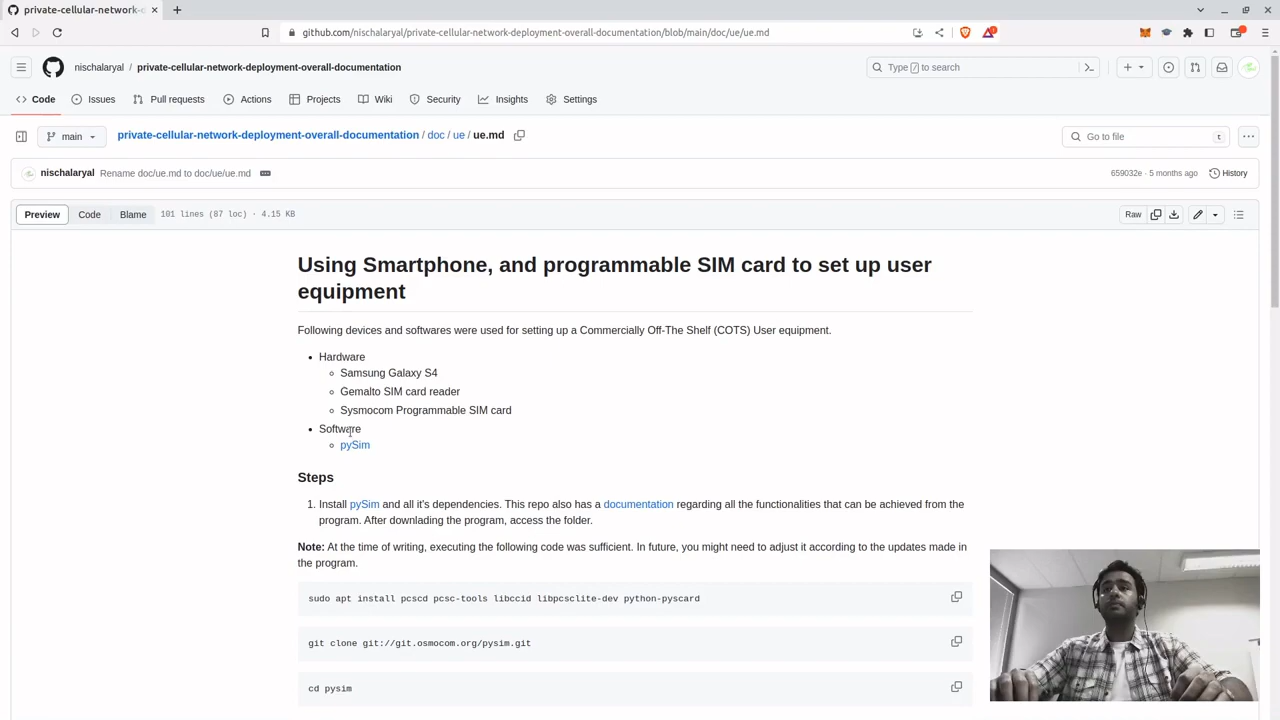 private-cellular-network-
github.com/nischalaryal/private-cellular-network-deployment-overall-documentation/blob/main/doc/ue/ue.md
nischalaryal / private-cellular-network-deployment-overall-documentation
Type / to search
Code Issues Pull requests Actions Projects Wiki Security Insights Settings
main private-cellular-network-deployment-overall-documentation / doc / ue / ue.md Go to file t
nischalaryal Rename doc/ue.md to doc/ue/ue.md 659032e · 5 months ago History
Preview Code Blame 101 lines (87 loc) · 4.15 KB Raw
Using Smartphone, and programmable SIM card to set up user
equipment
Following devices and softwares were used for setting up a Commercially Off-The Shelf (COTS) User equipment.
Hardware
Samsung Galaxy S4
Gemalto SIM card reader
Sysmocom Programmable SIM card
Software
pySim
Steps
1. Install pySim and all it's dependencies. This repo also has a documentation regarding all the functionalities that can be achieved from the
program. After downlading the program, access the folder.
Note: At the time of writing, executing the following code was sufficient. In future, you might need to adjust it according to the updates made in
the program.
sudo apt install pcscd pcsc-tools libccid libpcsclite-dev python-pyscard
git clone git://git.osmocom.org/pysim.git
cd pysim